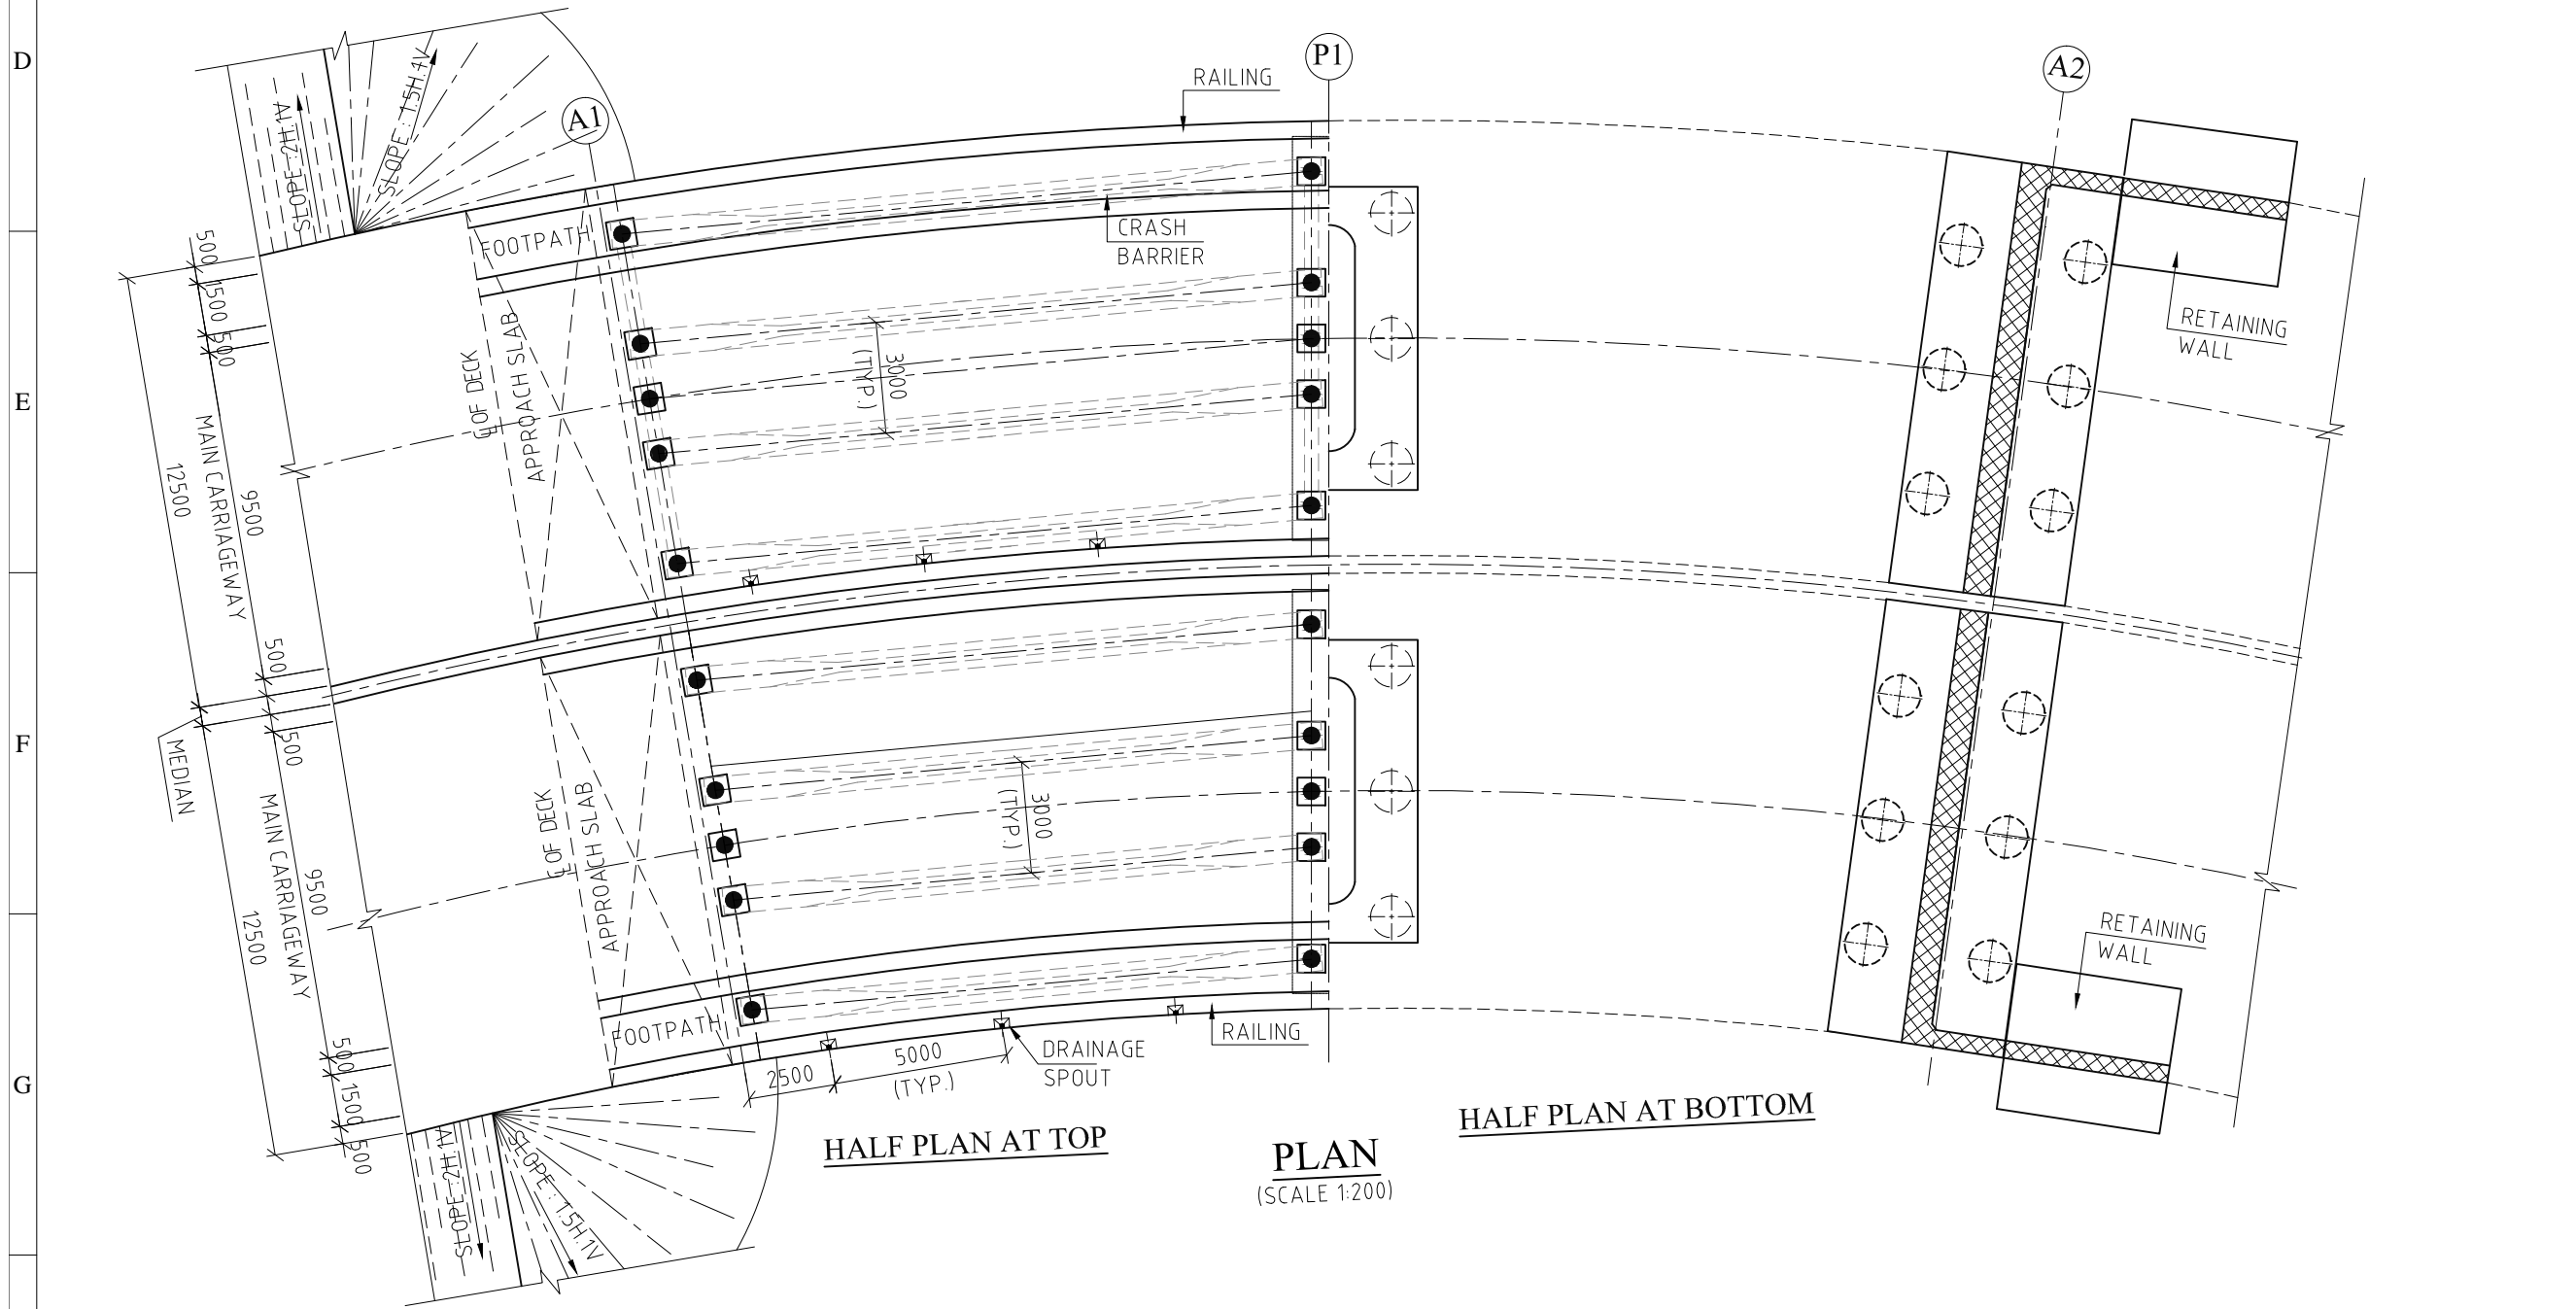 D
E
F
G
A1
P1
A2
RAILING
SLOPE : 1.5H:1V
SLOPE :2H:1V
FOOTPATH
CRASH
BARRIER
500
1500
500
MAIN CARRIAGEWAY
9500
12500
500
℄ OF DECK
APPROACH SLAB
3000
(TYP.)
RETAINING
WALL
MEDIAN
500
MAIN CARRIAGEWAY
9500
12500
500
1500
500
℄ OF DECK
APPROACH SLAB
3000
(TYP.)
FOOTPATH
2500
5000
(TYP.)
DRAINAGE
SPOUT
RAILING
RETAINING
WALL
SLOPE :2H:1V
SLOPE : 1.5H:1V
HALF PLAN AT TOP
HALF PLAN AT BOTTOM
PLAN
(SCALE 1:200)